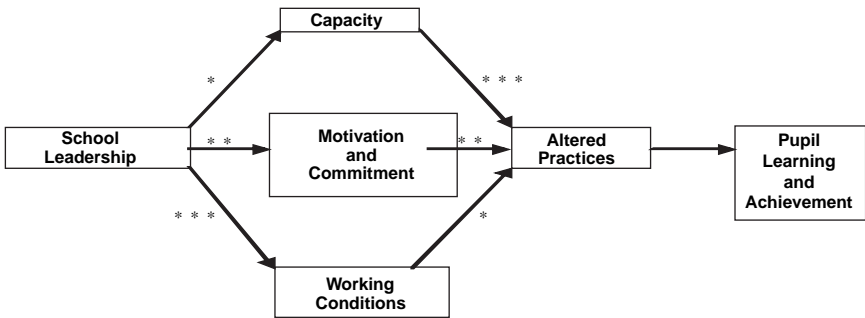 Capacity
*
* * *
School
Leadership
* *
Motivation
and
Commitment
* *
Altered
Practices
Pupil
Learning
and
Achievement
* * *
*
Working
Conditions